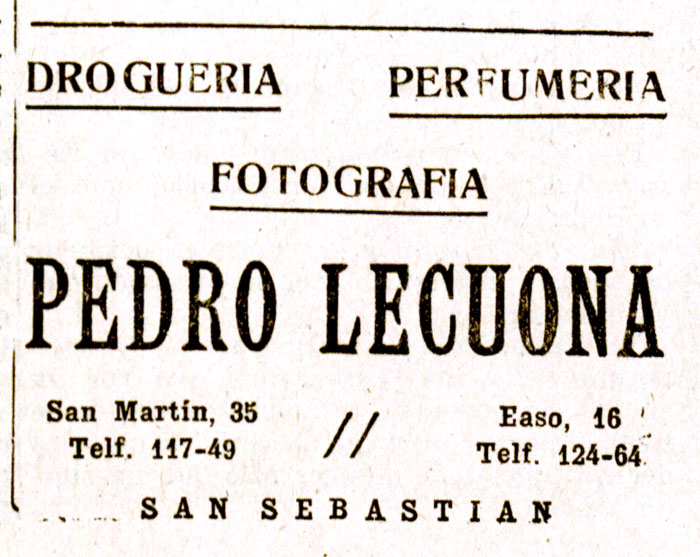 DROGUERIA PERFUMERIA
FOTOGRAFIA
PEDRO LECUONA
San Martín, 35 // Easo, 16
Telf. 117-49 Telf. 124-64
SAN SEBASTIAN